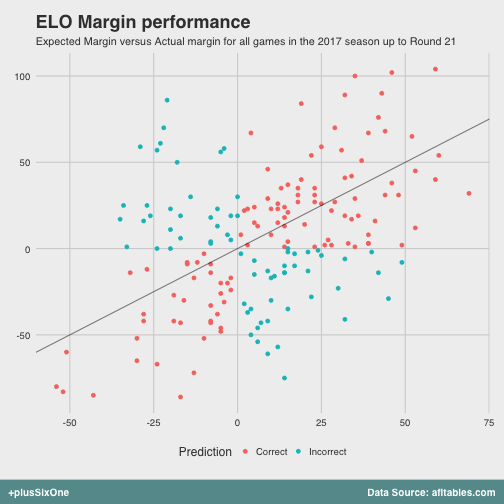 ELO Margin performance
Expected Margin versus Actual margin for all games in the 2017 season up to Round 21
100
50
0
-50
-50
-25
0
25
50
75
Prediction Correct Incorrect
+plusSixOne Data Source: afltables.com